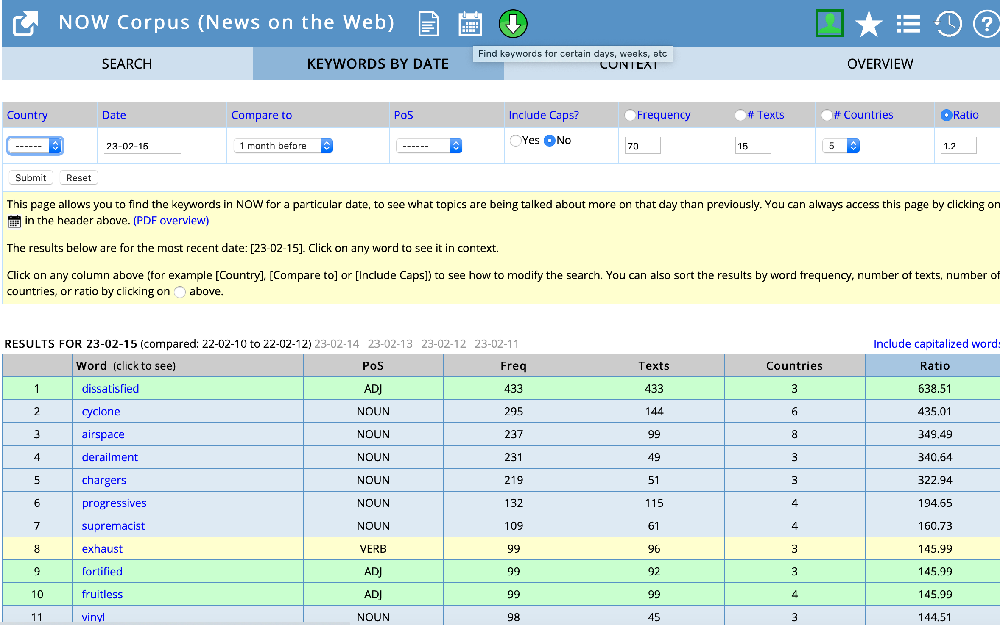 NOW Corpus (News on the Web)
Find keywords for certain days, weeks, etc
SEARCH KEYWORDS BY DATE CONTEXT OVERVIEW
Country Date Compare to PoS Include Caps? Frequency # Texts # Countries Ratio
------ 23-02-15 1 month before ------ Yes No 70 15 5 1.2
Submit Reset
This page allows you to find the keywords in NOW for a particular date, to see what topics are being talked about more on that day than previously. You can always access this page by clicking on
in the header above. (PDF overview)
The results below are for the most recent date: [23-02-15]. Click on any word to see it in context.
Click on any column above (for example [Country], [Compare to] or [Include Caps]) to see how to modify the search. You can also sort the results by word frequency, number of texts, number of
countries, or ratio by clicking on above.
RESULTS FOR 23-02-15 (compared: 22-02-10 to 22-02-12) 23-02-14 23-02-13 23-02-12 23-02-11 Include capitalized words
Word (click to see) PoS Freq Texts Countries Ratio
1 dissatisfied ADJ 433 433 3 638.51
2 cyclone NOUN 295 144 6 435.01
3 airspace NOUN 237 99 8 349.49
4 derailment NOUN 231 49 3 340.64
5 chargers NOUN 219 51 3 322.94
6 progressives NOUN 132 115 4 194.65
7 supremacist NOUN 109 61 4 160.73
8 exhaust VERB 99 96 3 145.99
9 fortified ADJ 99 92 3 145.99
10 fruitless ADJ 99 99 4 145.99
11 vinyl NOUN 98 45 3 144.51